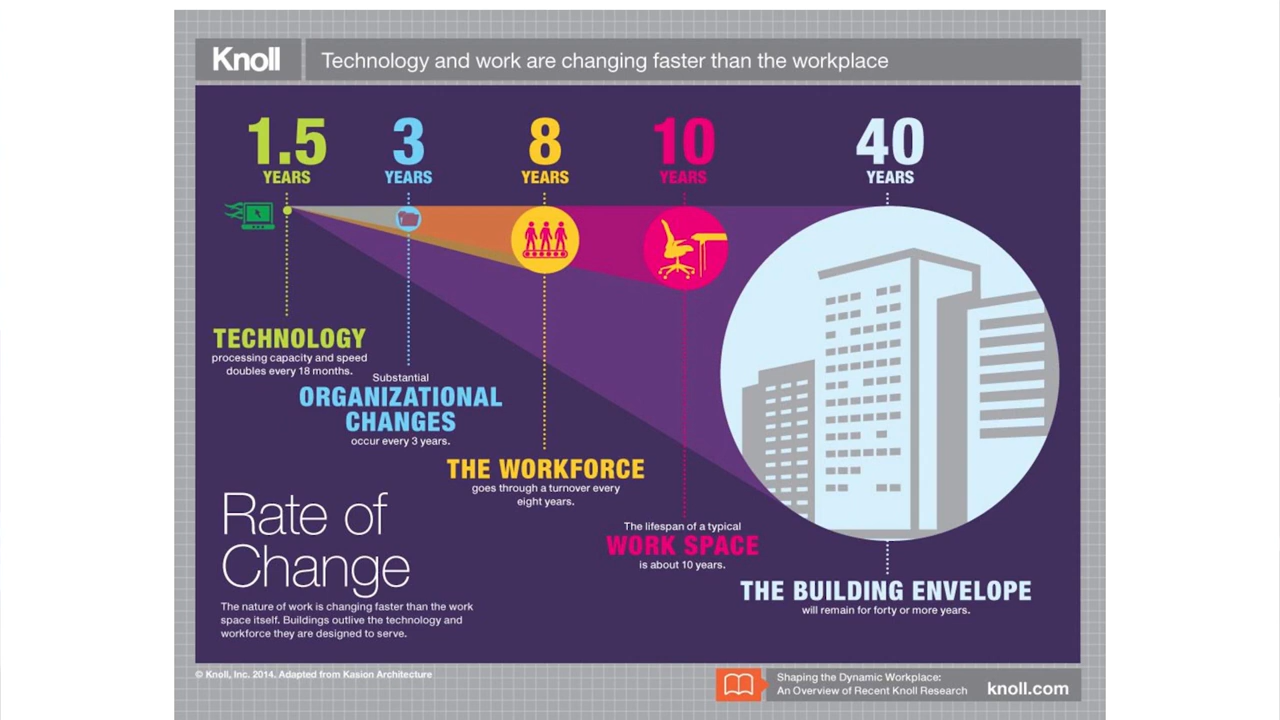 Knoll
Technology and work are changing faster than the workplace
1.5
YEARS
3
YEARS
8
YEARS
10
YEARS
40
YEARS
TECHNOLOGY
processing capacity and speed
doubles every 18 months.
Substantial
ORGANIZATIONAL
CHANGES
occur every 3 years.
THE WORKFORCE
goes through a turnover every
eight years.
The lifespan of a typical
WORK SPACE
is about 10 years.
THE BUILDING ENVELOPE
will remain for forty or more years.
Rate of
Change
The nature of work is changing faster than the work
space itself. Buildings outlive the technology and
workforce they are designed to serve.
© Knoll, Inc. 2014. Adapted from Kasion Architecture
Shaping the Dynamic Workplace:
An Overview of Recent Knoll Research
knoll.com